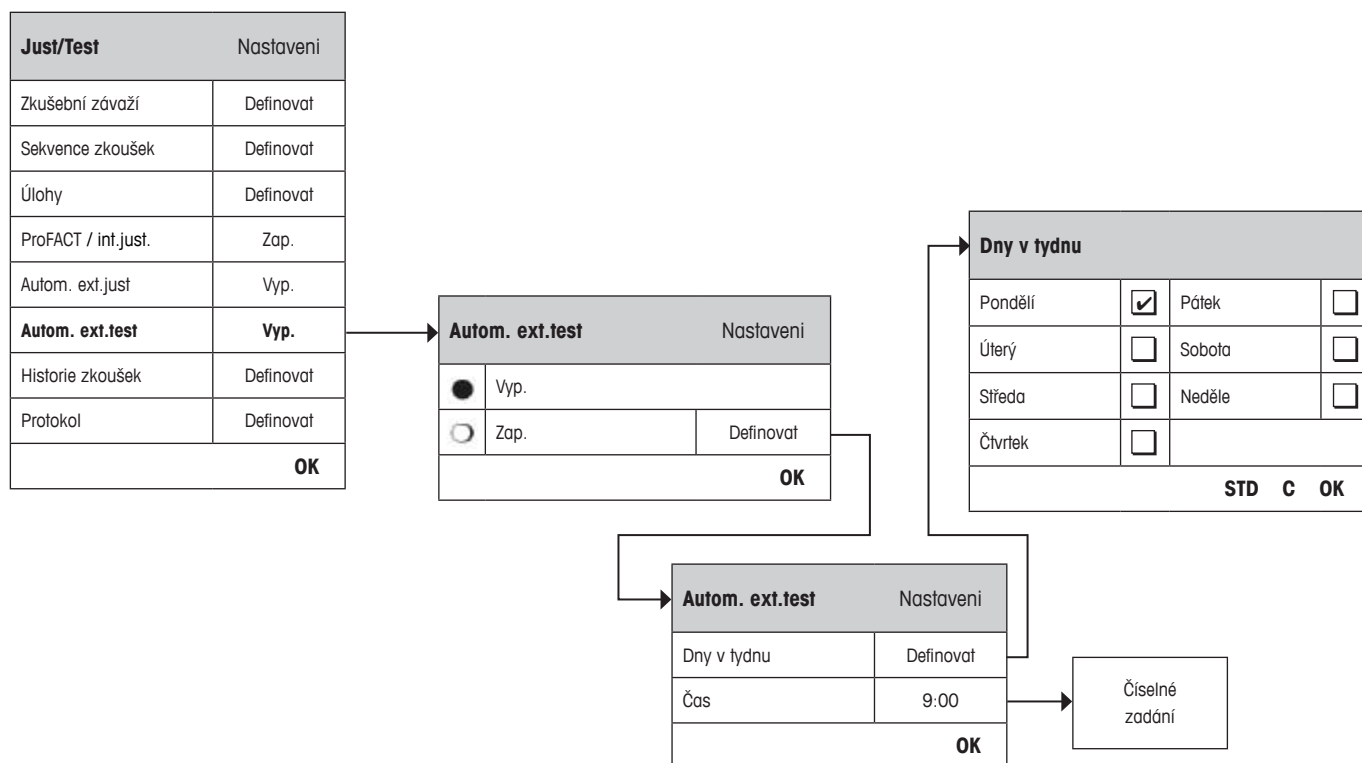 Just/Test Nastaveni
Zkušební závaží Definovat
Sekvence zkoušek Definovat
Úlohy Definovat
ProFACT / int.just. Zap.
Autom. ext.just Vyp.
Autom. ext.test Vyp.
Historie zkoušek Definovat
Protokol Definovat
OK
Autom. ext.test Nastaveni
Vyp.
Zap. Definovat
OK
Autom. ext.test Nastaveni
Dny v tydnu Definovat
Čas 9:00
OK
Dny v tydnu
Pondělí Pátek
Úterý Sobota
Středa Neděle
Čtvrtek
STD C OK
Číselné
zadání